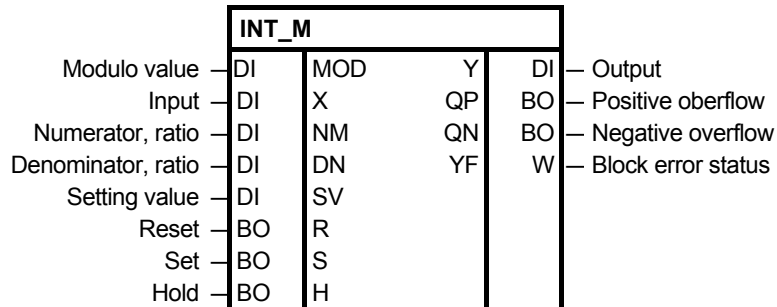 INT_M
Modulo value DI MOD Y DI Output
Input DI X QP BO Positive oberflow
Numerator, ratio DI NM QN BO Negative overflow
Denominator, ratio DI DN YF W Block error status
Setting value DI SV
Reset BO R
Set BO S
Hold BO H